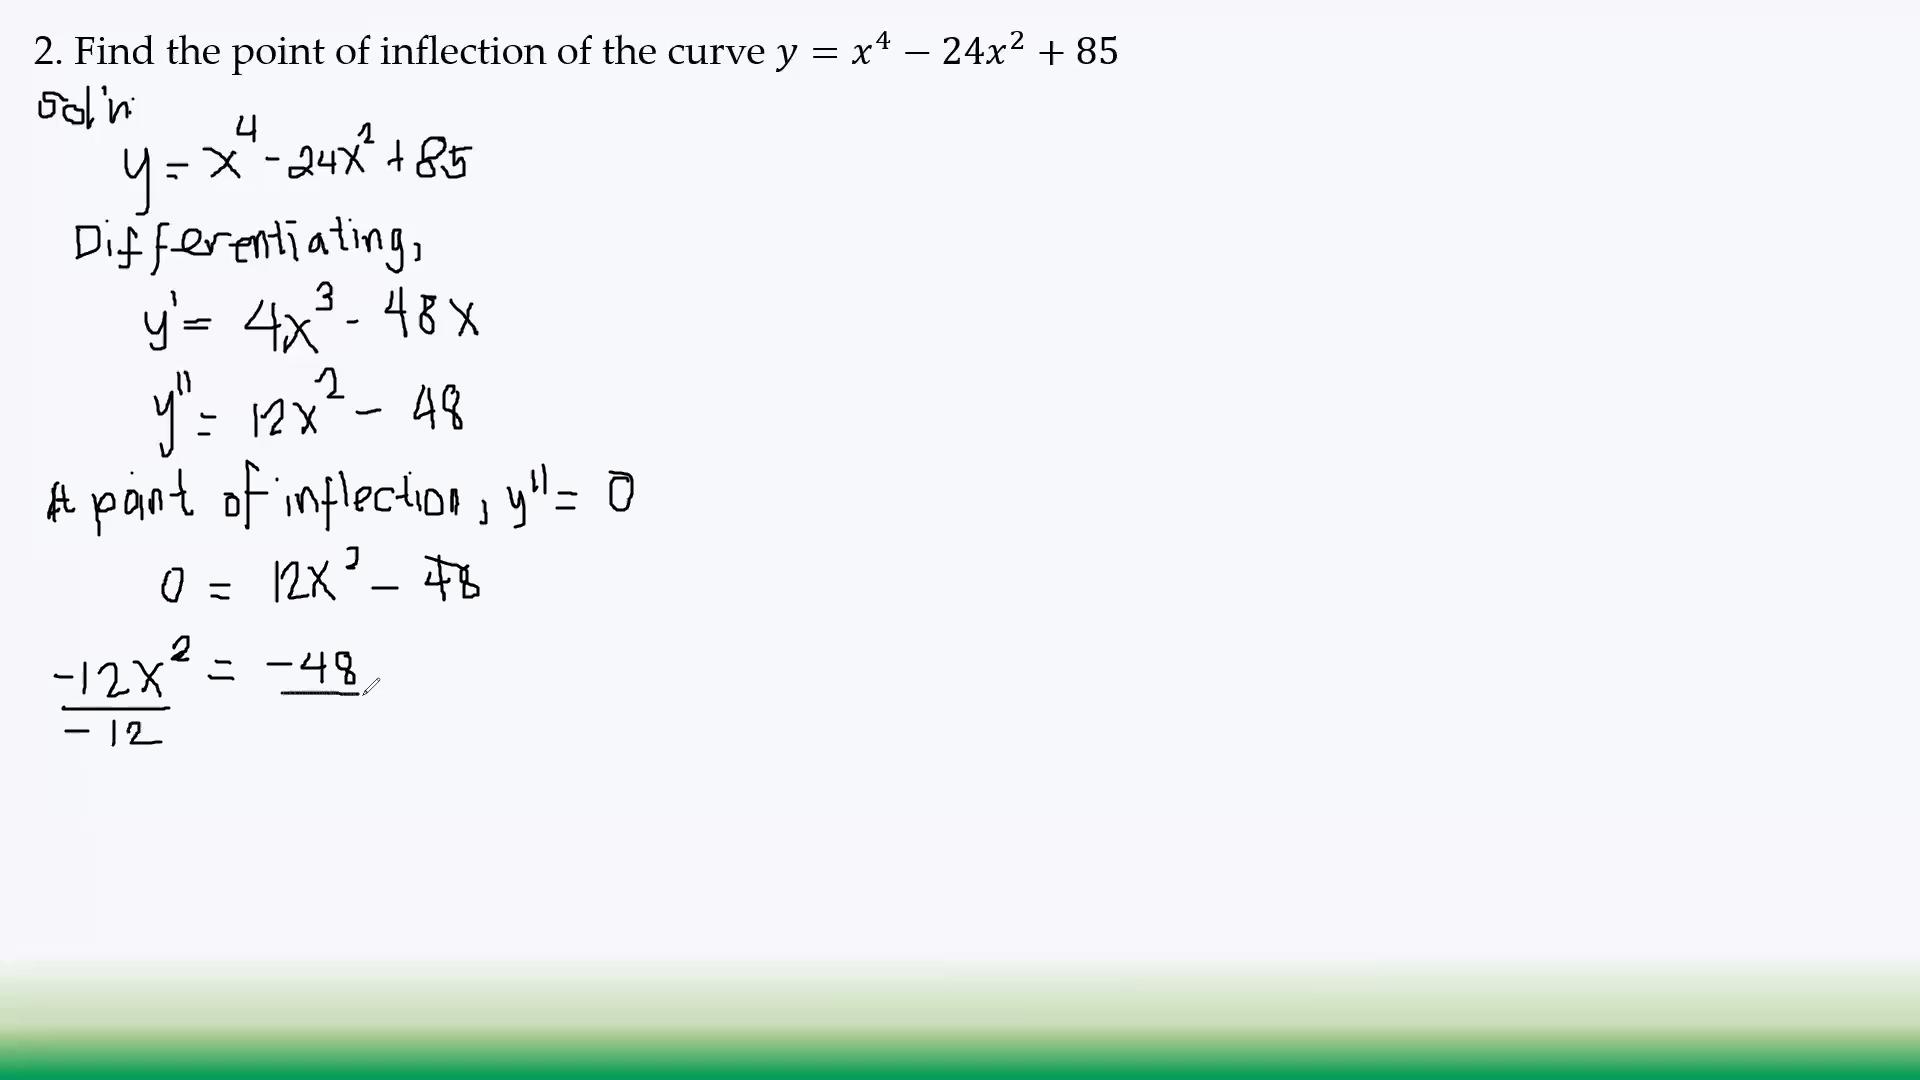 2. Find the point of inflection of the curve y = x⁴ − 24x² + 85
Sol'n:
y = x⁴ - 24x² + 85
Differentiating,
y' = 4x³ - 48x
y'' = 12x² - 48
At point of inflection, y'' = 0
0 = 12x² - 48
-12x² = -48
-12